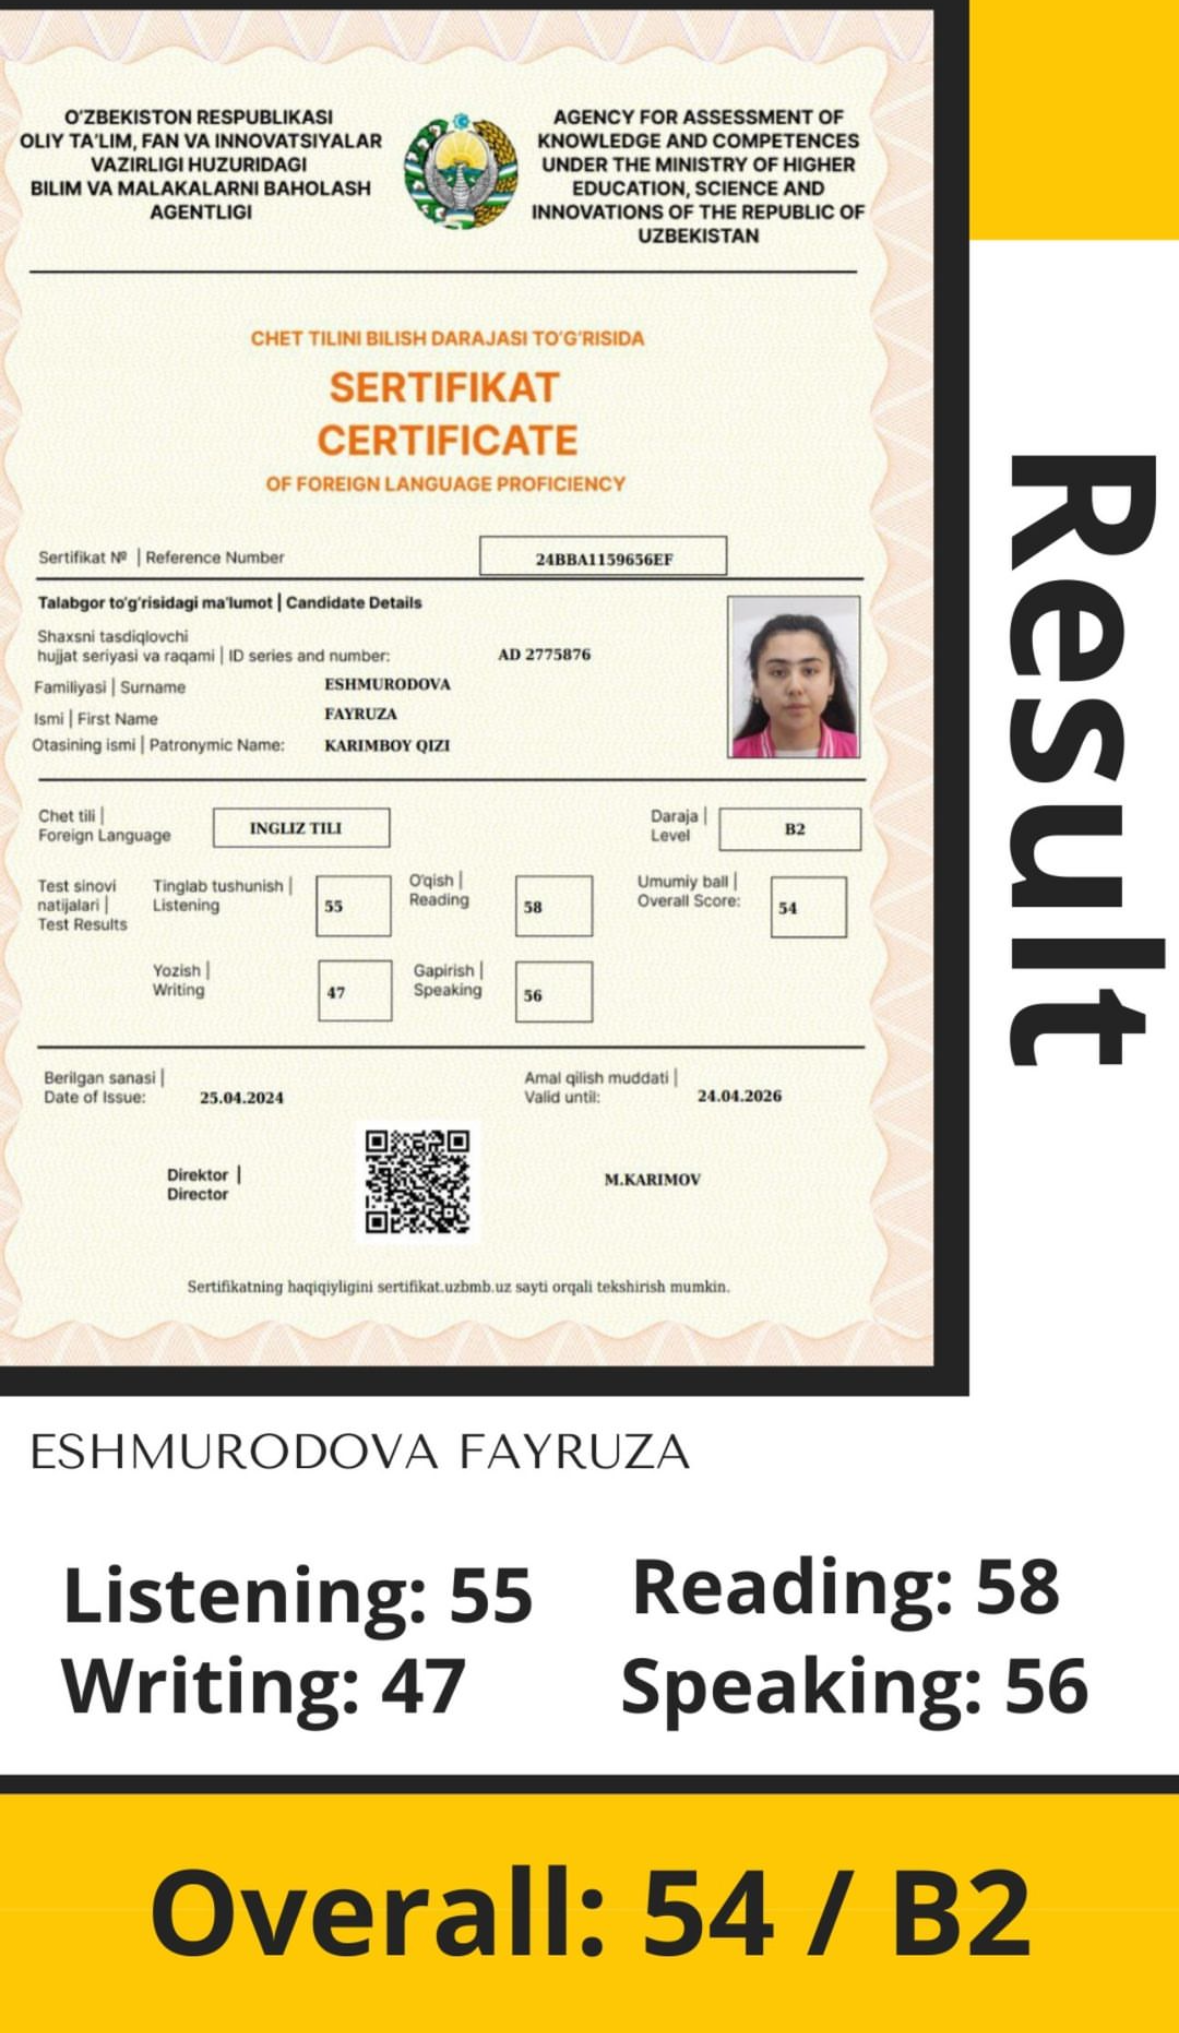 O'ZBEKISTON RESPUBLIKASI
OLIY TA'LIM, FAN VA INNOVATSIYALAR
VAZIRLIGI HUZURIDAGI
BILIM VA MALAKALARNI BAHOLASH
AGENTLIGI
AGENCY FOR ASSESSMENT OF
KNOWLEDGE AND COMPETENCES
UNDER THE MINISTRY OF HIGHER
EDUCATION, SCIENCE AND
INNOVATIONS OF THE REPUBLIC OF
UZBEKISTAN
CHET TILINI BILISH DARAJASI TO'G'RISIDA
SERTIFIKAT
CERTIFICATE
OF FOREIGN LANGUAGE PROFICIENCY
Sertifikat № | Reference Number 24BBA1159656EF
Talabgor to'g'risidagi ma'lumot | Candidate Details
Shaxsni tasdiqlovchi
hujjat seriyasi va raqami | ID series and number: AD 2775876
Familiyasi | Surname ESHMURODOVA
Ismi | First Name FAYRUZA
Otasining ismi | Patronymic Name: KARIMBOY QIZI
Chet tili |
Foreign Language
INGLIZ TILI
Daraja |
Level
B2
Test sinovi
natijalari |
Test Results
Tinglab tushunish |
Listening
55
O'qish |
Reading
58
Umumiy ball |
Overall Score:
54
Yozish |
Writing
47
Gapirish |
Speaking
56
Berilgan sanasi |
Date of Issue: 25.04.2024
Amal qilish muddati |
Valid until: 24.04.2026
Direktor |
Director
M.KARIMOV
Sertifikatning haqiqiyligini sertifikat.uzbmb.uz sayti orqali tekshirish mumkin.
Result
ESHMURODOVA FAYRUZA
Listening: 55 Reading: 58
Writing: 47 Speaking: 56
Overall: 54 / B2